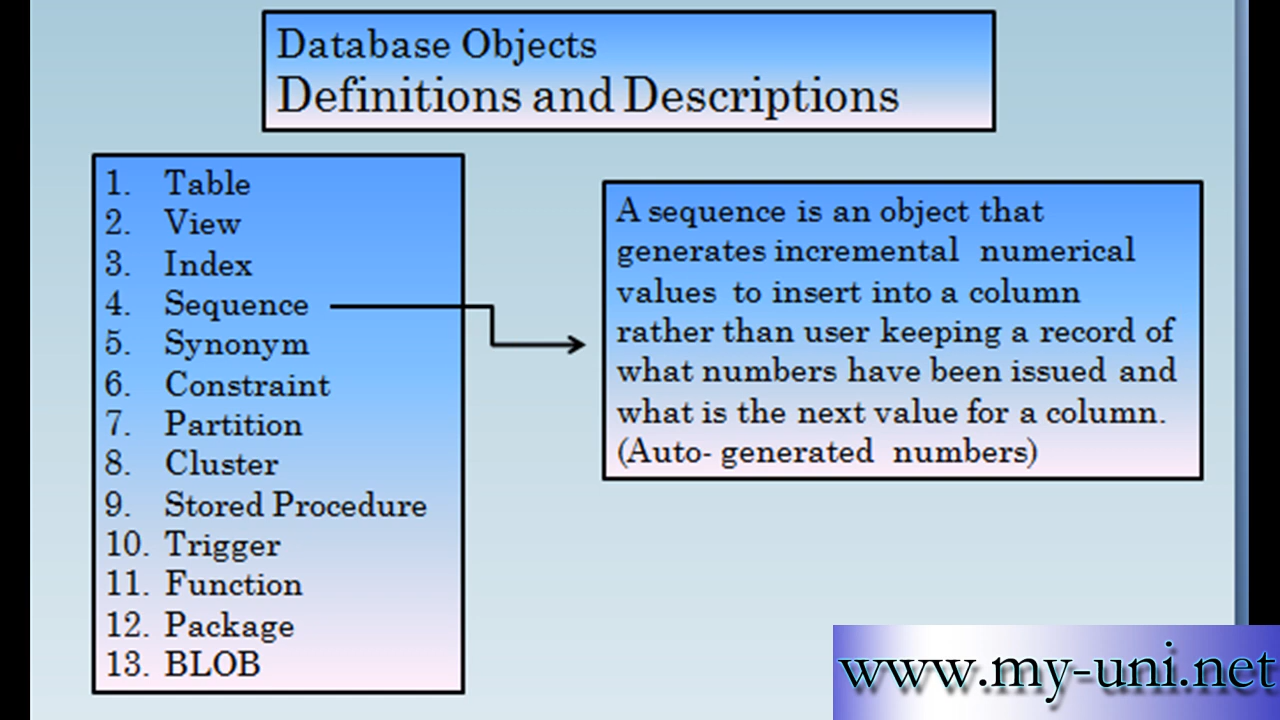 Database Objects
Definitions and Descriptions
1. Table
2. View
3. Index
4. Sequence
5. Synonym
6. Constraint
7. Partition
8. Cluster
9. Stored Procedure
10. Trigger
11. Function
12. Package
13. BLOB
A sequence is an object that
generates incremental numerical
values to insert into a column
rather than user keeping a record of
what numbers have been issued and
what is the next value for a column.
(Auto- generated numbers)
www.my-uni.net